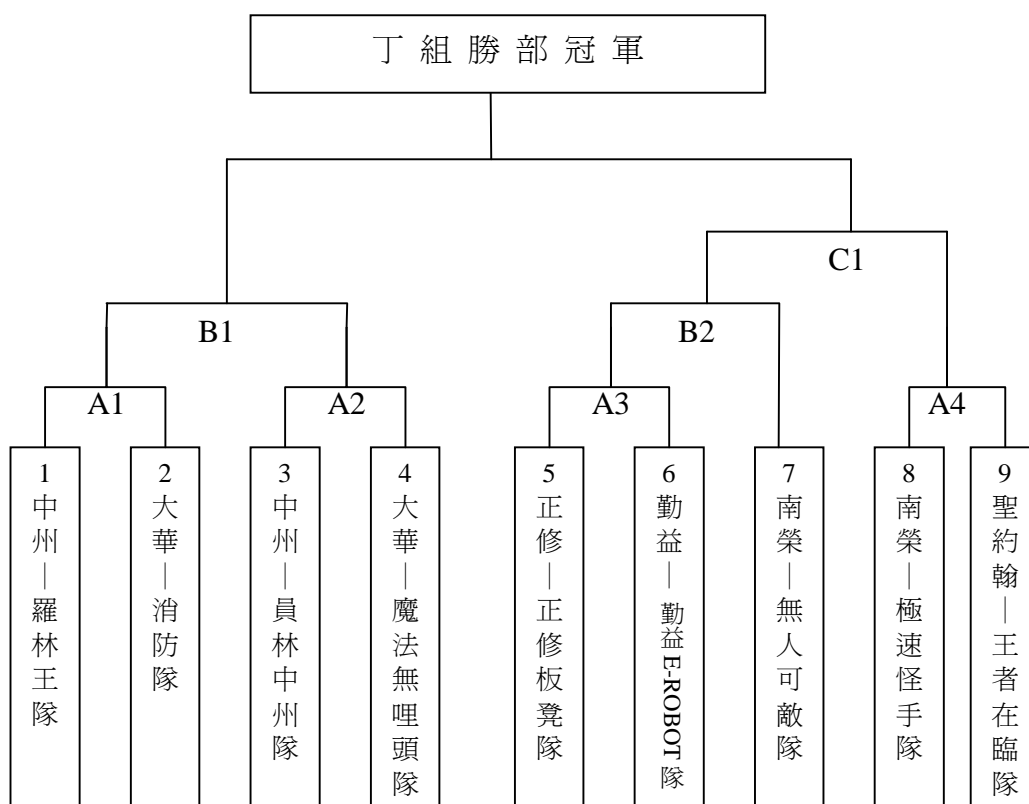 丁組勝部冠軍
C1
B1
B2
A1
A2
A3
A4
1中州—羅林王隊
2大華—消防隊
3中州—員林中州隊
4大華—魔法無哩頭隊
5正修—正修板凳隊
6勤益—勤益E-ROBOT隊
7南榮—無人可敵隊
8南榮—極速怪手隊
9聖約翰—王者在臨隊